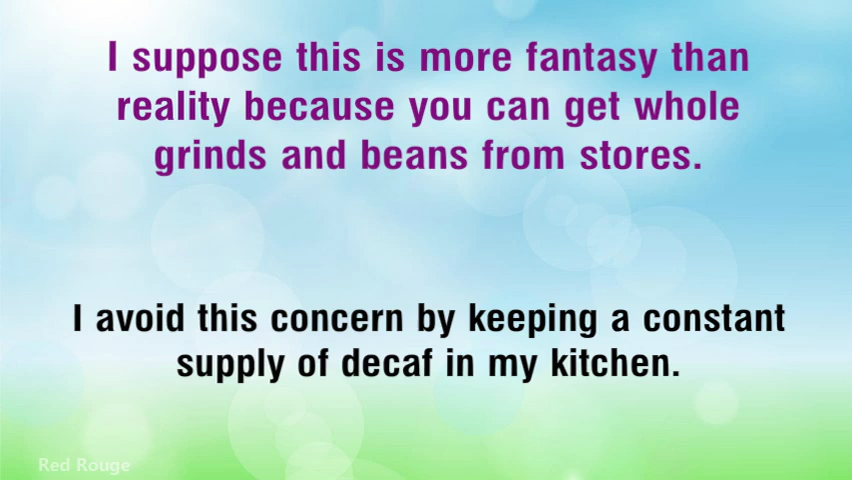 I suppose this is more fantasy than
reality because you can get whole
grinds and beans from stores.
I avoid this concern by keeping a constant
supply of decaf in my kitchen.
Red Rouge